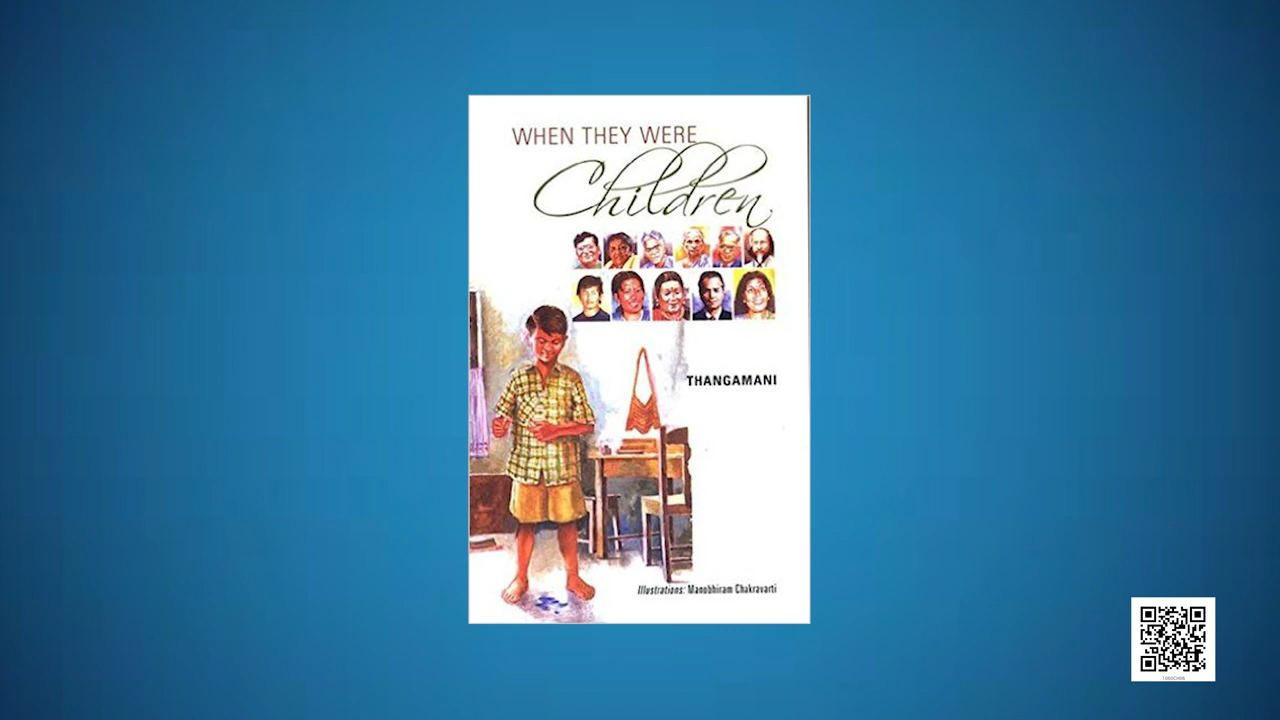 WHEN THEY WERE
Children
THANGAMANI
Illustrations: Manobhiram Chakravarti